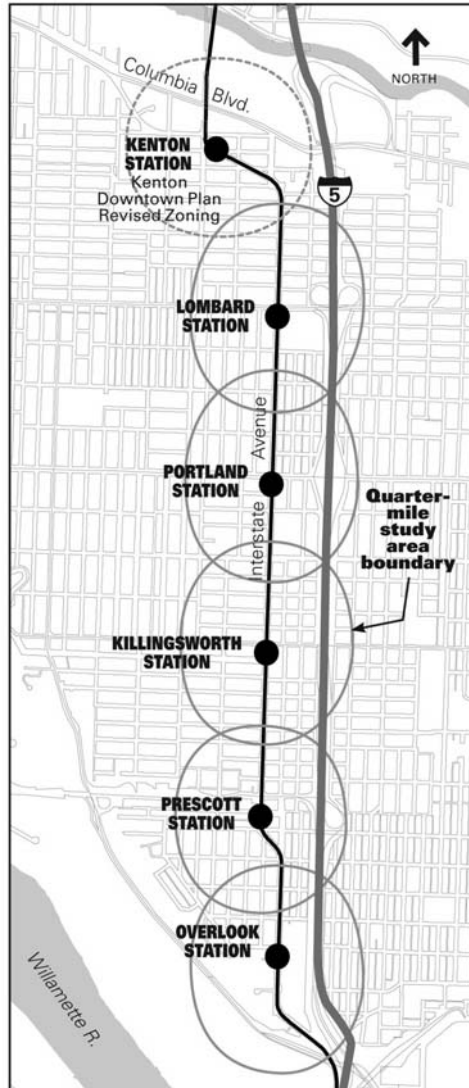 NORTH
Columbia Blvd.
KENTON
STATION
Kenton
Downtown Plan
Revised Zoning
5
LOMBARD
STATION
Interstate Avenue
PORTLAND
STATION
Quarter-
mile
study
area
boundary
KILLINGSWORTH
STATION
PRESCOTT
STATION
OVERLOOK
STATION
Willamette R.